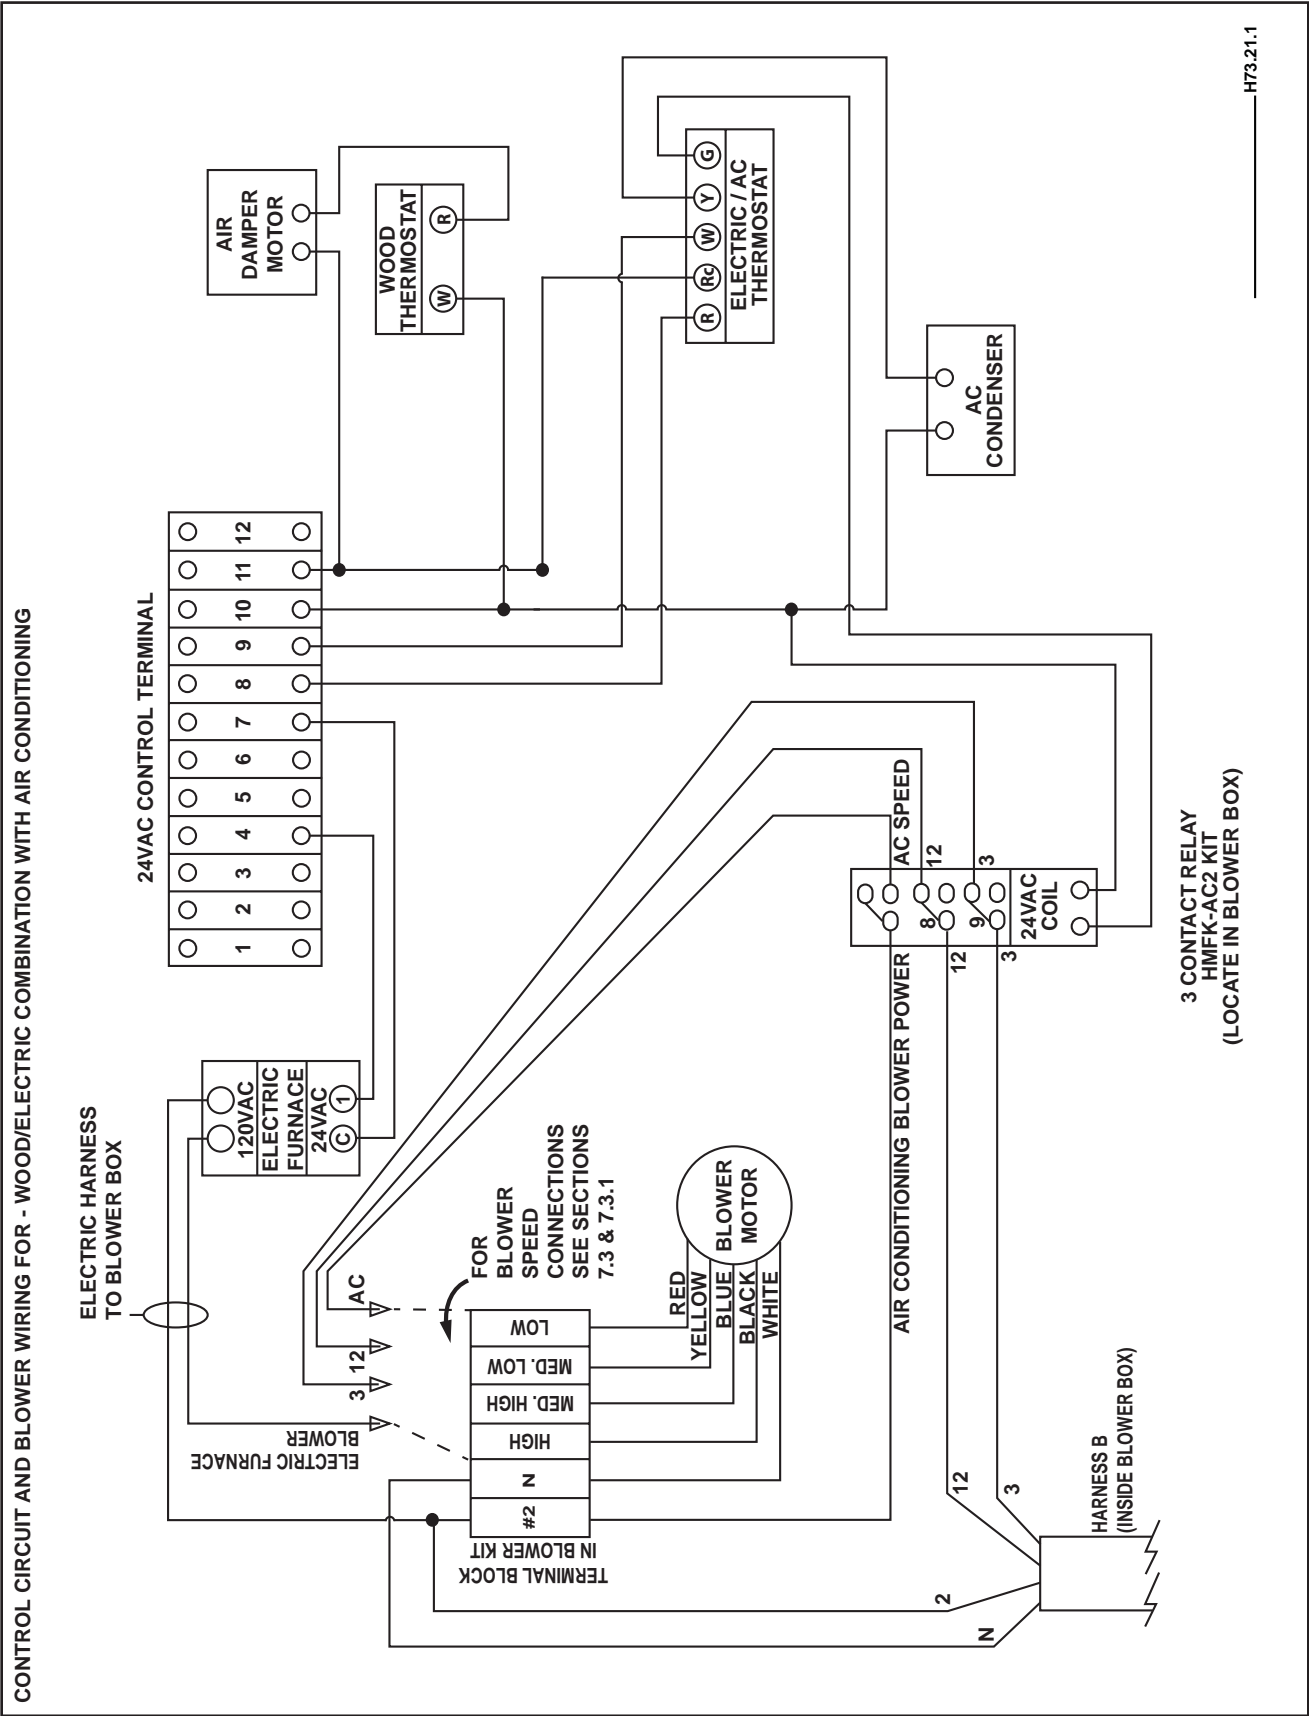 CONTROL CIRCUIT AND BLOWER WIRING FOR - WOOD/ELECTRIC COMBINATION WITH AIR CONDITIONING
ELECTRIC HARNESS
TO BLOWER BOX
24VAC CONTROL TERMINAL
1
2
3
4
5
6
7
8
9
10
11
12
120VAC
ELECTRIC
FURNACE
24VAC
C
1
AIR
DAMPER
MOTOR
WOOD
THERMOSTAT
W
R
R
Rc
W
Y
G
ELECTRIC / AC
THERMOSTAT
AC
CONDENSER
ELECTRIC FURNACE
BLOWER
3
12
AC
FOR
BLOWER
SPEED
CONNECTIONS
SEE SECTIONS
7.3 & 7.3.1
TERMINAL BLOCK
IN BLOWER KIT
#2
N
HIGH
MED. HIGH
MED. LOW
LOW
RED
YELLOW
BLUE
BLACK
WHITE
BLOWER
MOTOR
AIR CONDITIONING BLOWER POWER
AC SPEED
12
3
8
9
12
3
24VAC
COIL
3 CONTACT RELAY
HMFK-AC2 KIT
(LOCATE IN BLOWER BOX)
N
2
12
3
HARNESS B
(INSIDE BLOWER BOX)
H73.21.1